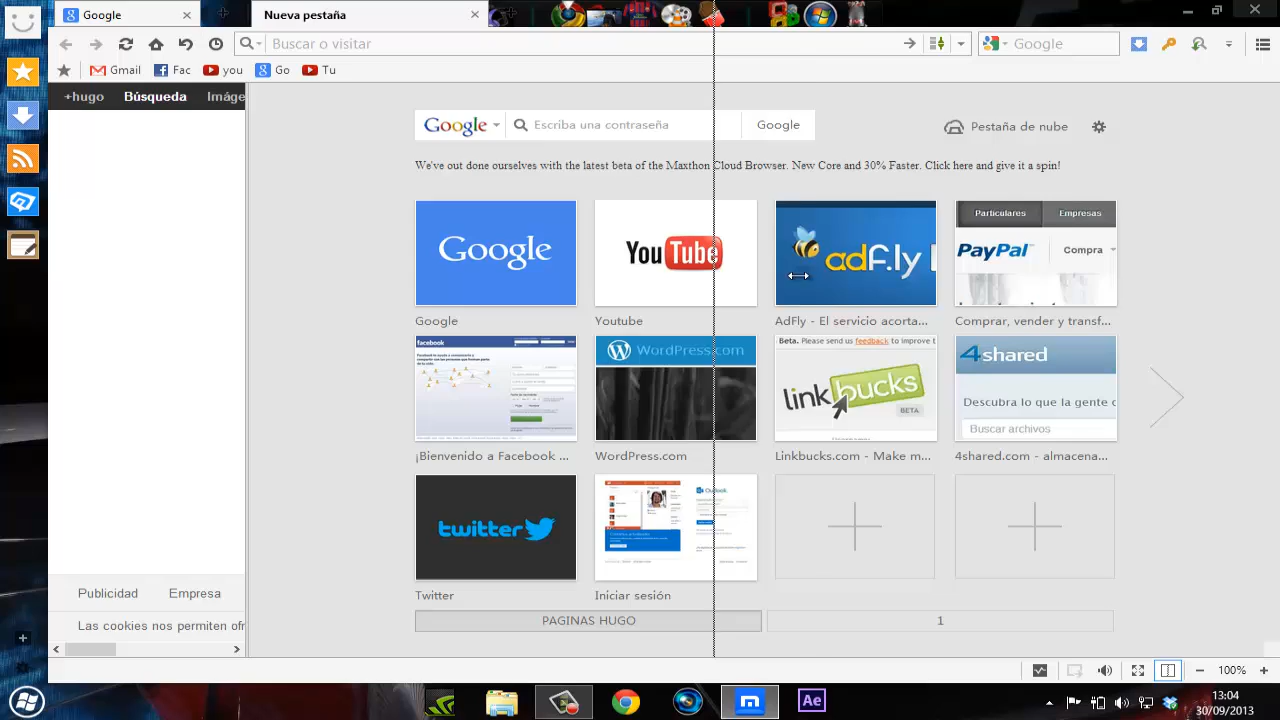 Google
Nueva pestaña
Buscar o visitar
Google
Gmail
Fac
you
Go
Tu
+hugo Búsqueda Imáge
Google
Escriba una contraseña
Google
Pestaña de nube
We've outdone ourselves with the latest beta of the Maxthon Cloud Browser. New Core and 30% Faster. Click here and give it a spin!
Google
YouTube
adf.ly
Particulares Empresas
PayPal Compra
Google
Youtube
AdFly - El servicio acorta...
Comprar, vender y transf...
facebook
WordPress.com
Beta. Please send us feedback to improve t
linkbucks
BETA
4shared
Descubra lo que la gente c
Buscar archivos
¡Bienvenido a Facebook ...
WordPress.com
Linkbucks.com - Make m...
4shared.com - almacena...
twitter
Outlook
Twitter
Iniciar sesión
Publicidad Empresa
Las cookies nos permiten ofr
PAGINAS HUGO
1
100%
Ae
13:04
30/09/2013